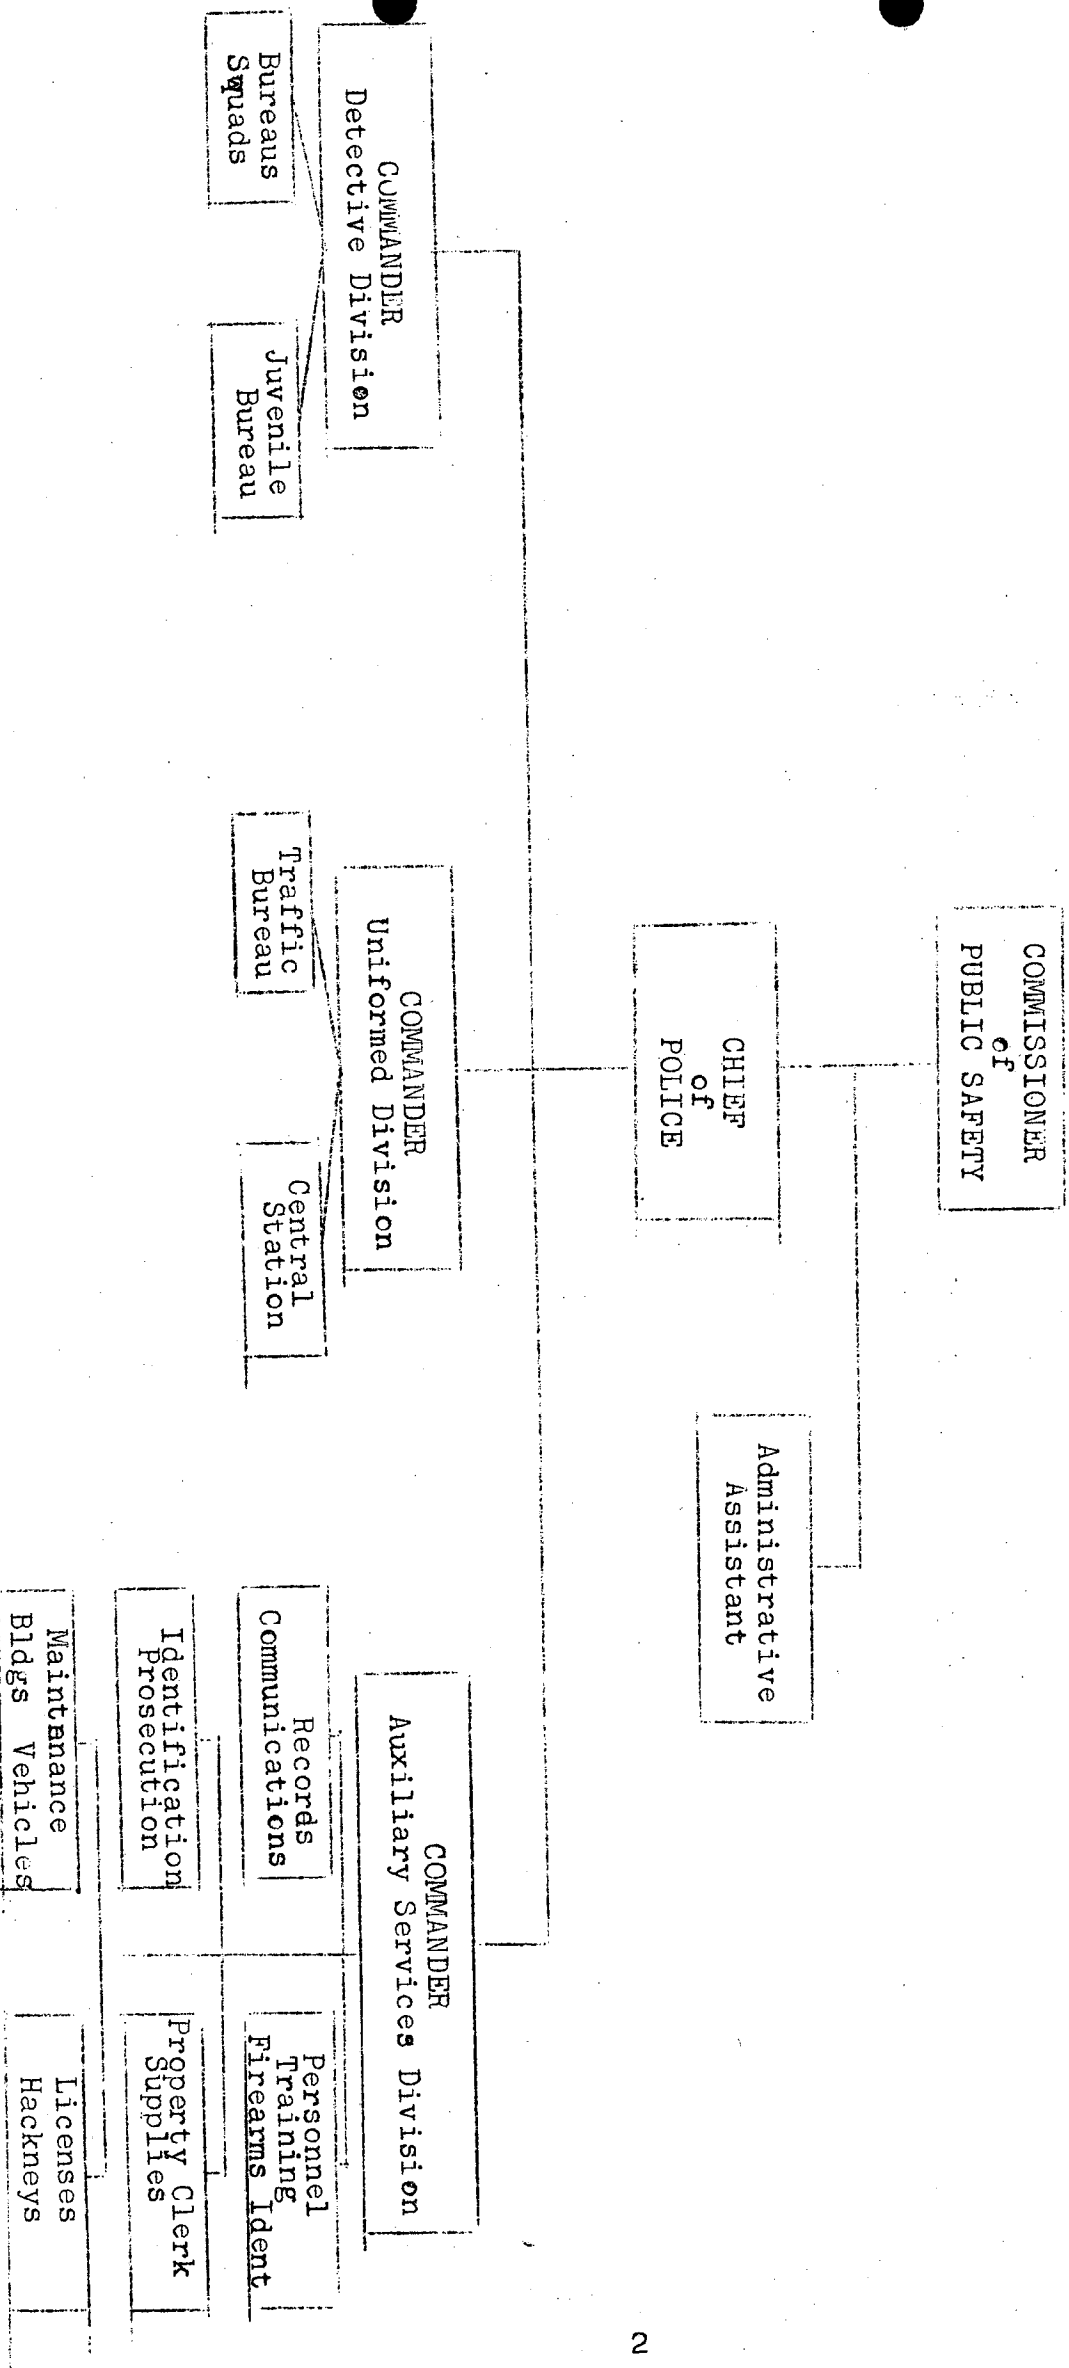 COMMISSIONER
of
PUBLIC SAFETY
CHIEF
of
POLICE
Administrative
Assistant
COMMANDER
Detective Division
Bureaus
Squads
Juvenile
Bureau
COMMANDER
Uniformed Division
Traffic
Bureau
Central
Station
COMMANDER
Auxiliary Services Division
Records
Communications
Personnel
Training
Firearms Ident
Identification
Prosecution
Property Clerk
Supplies
Maintenance
Bldgs Vehicles
Licenses
Hackneys
2